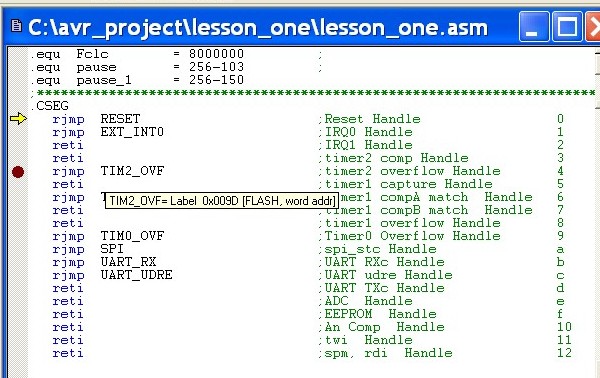 C:\avr_project\lesson_one\lesson_one.asm
.equ Fclc = 8000000 ;
.equ pause = 256-103 ;
.equ pause_1 = 256-150
;****************************************************************************
.CSEG
rjmp RESET ;Reset Handle 0
rjmp EXT_INT0 ;IRQ0 Handle 1
reti ;IRQ1 Handle 2
reti ;timer2 comp Handle 3
rjmp TIM2_OVF ;timer2 overflow Handle 4
reti ;timer1 capture Handle 5
rjmp ;timer1 compA match Handle 6
TIM2_OVF= Label 0x009D [FLASH, word addr]
reti ;timer1 compB match Handle 7
reti ;timer1 overflow Handle 8
rjmp TIM0_OVF ;Timer0 Overflow Handle 9
rjmp SPI ;spi_stc Handle a
rjmp UART_RX ;UART RXc Handle b
rjmp UART_UDRE ;UART udre Handle c
reti ;UART TXc Handle d
reti ;ADC Handle e
reti ;EEPROM Handle f
reti ;An Comp Handle 10
reti ;twi Handle 11
reti ;spm, rdi Handle 12